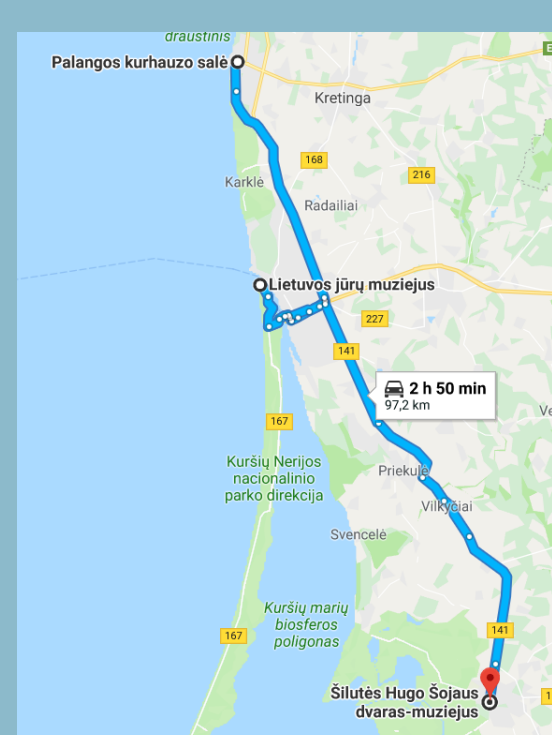 draustinis
Palangos kurhauzo salė
Kretinga
168
216
Karklė
Radailiai
Lietuvos jūrų muziejus
227
141
2 h 50 min
97,2 km
167
Kuršių Nerijos
nacionalinio
parko direkcija
Priekulė
Vilkyčiai
Svencelė
Kuršių marių
biosferos
poligonas
167
141
Šilutės Hugo Šojaus
dvaras-muziejus